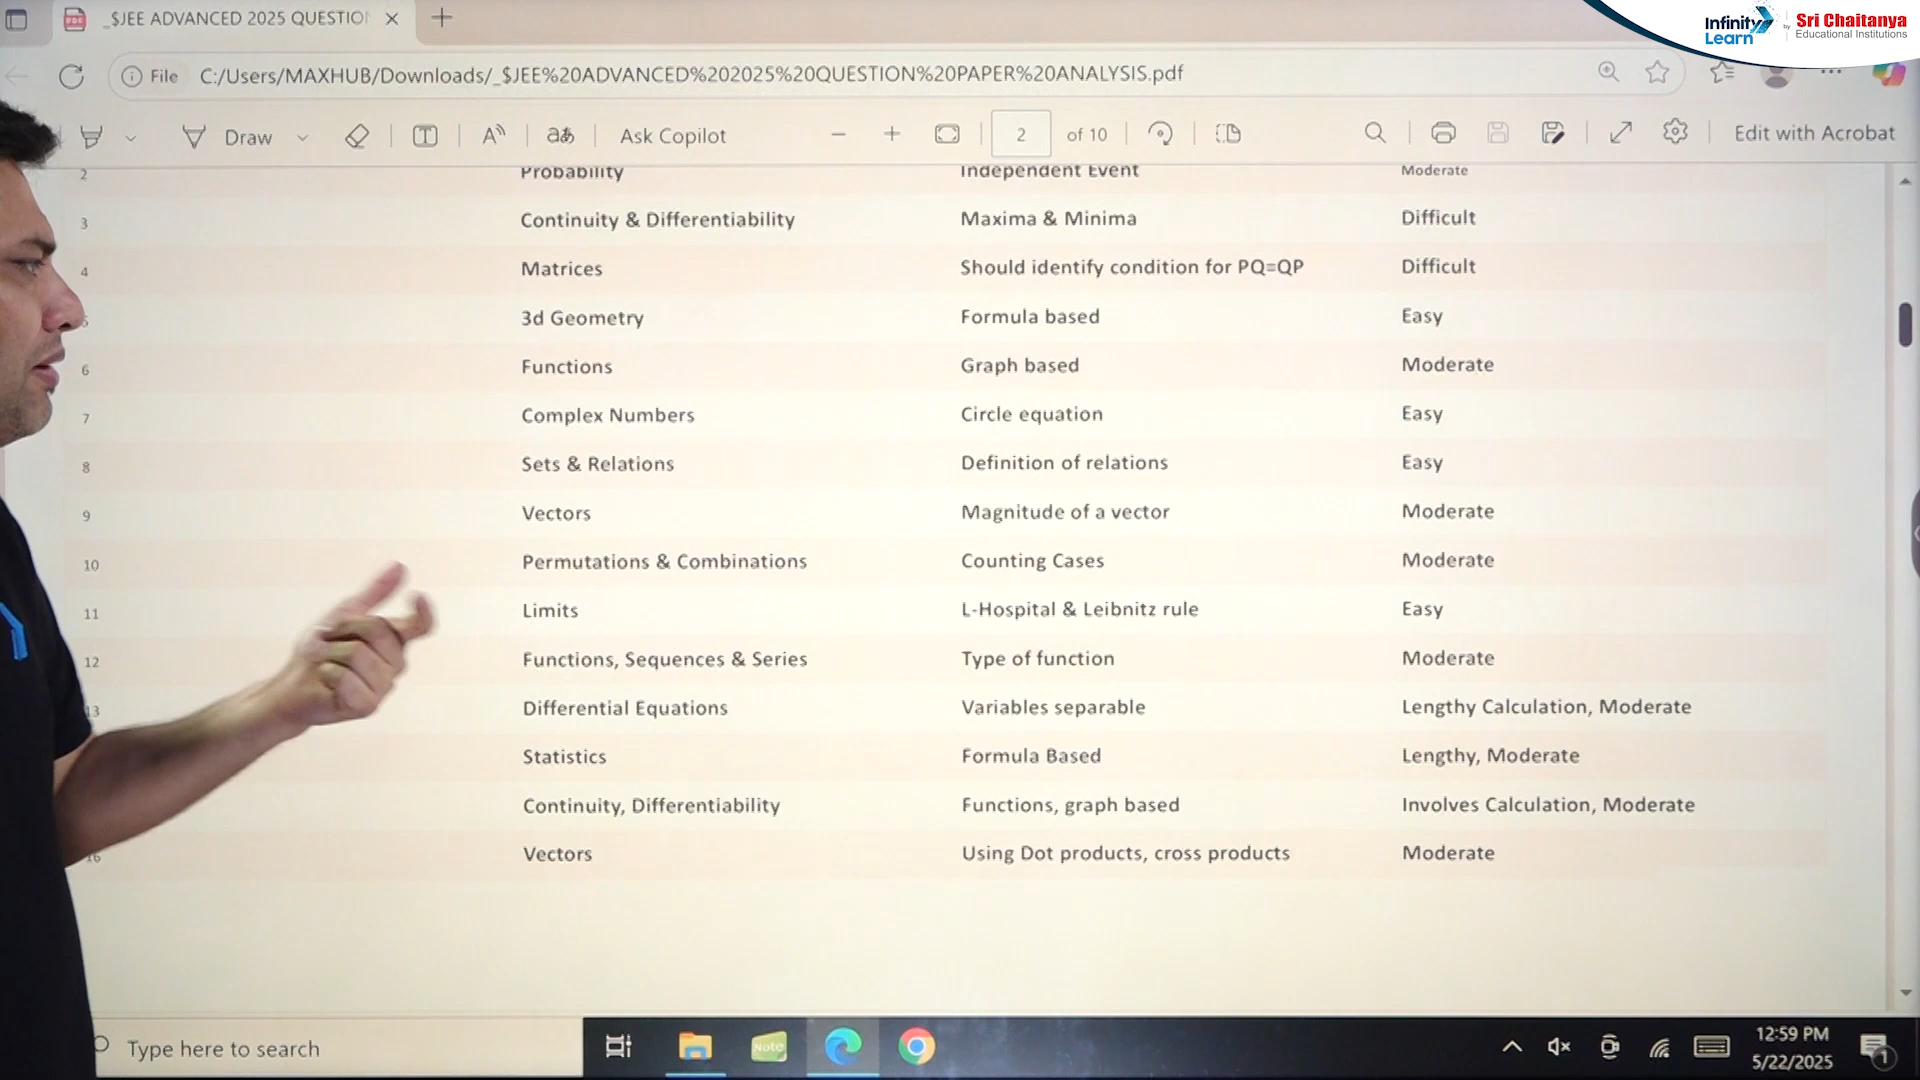 _$JEE ADVANCED 2025 QUESTIO
Infinity Learn by Sri Chaitanya Educational Institutions
File C:/Users/MAXHUB/Downloads/_$JEE%20ADVANCED%202025%20QUESTION%20PAPER%20ANALYSIS.pdf
Draw Ask Copilot 2 of 10 Edit with Acrobat
2 Probability Independent Event Moderate
3 Continuity & Differentiability Maxima & Minima Difficult
4 Matrices Should identify condition for PQ=QP Difficult
5 3d Geometry Formula based Easy
6 Functions Graph based Moderate
7 Complex Numbers Circle equation Easy
8 Sets & Relations Definition of relations Easy
9 Vectors Magnitude of a vector Moderate
10 Permutations & Combinations Counting Cases Moderate
11 Limits L-Hospital & Leibnitz rule Easy
12 Functions, Sequences & Series Type of function Moderate
13 Differential Equations Variables separable Lengthy Calculation, Moderate
Statistics Formula Based Lengthy, Moderate
Continuity, Differentiability Functions, graph based Involves Calculation, Moderate
16 Vectors Using Dot products, cross products Moderate
Type here to search
Note
12:59 PM
5/22/2025
1